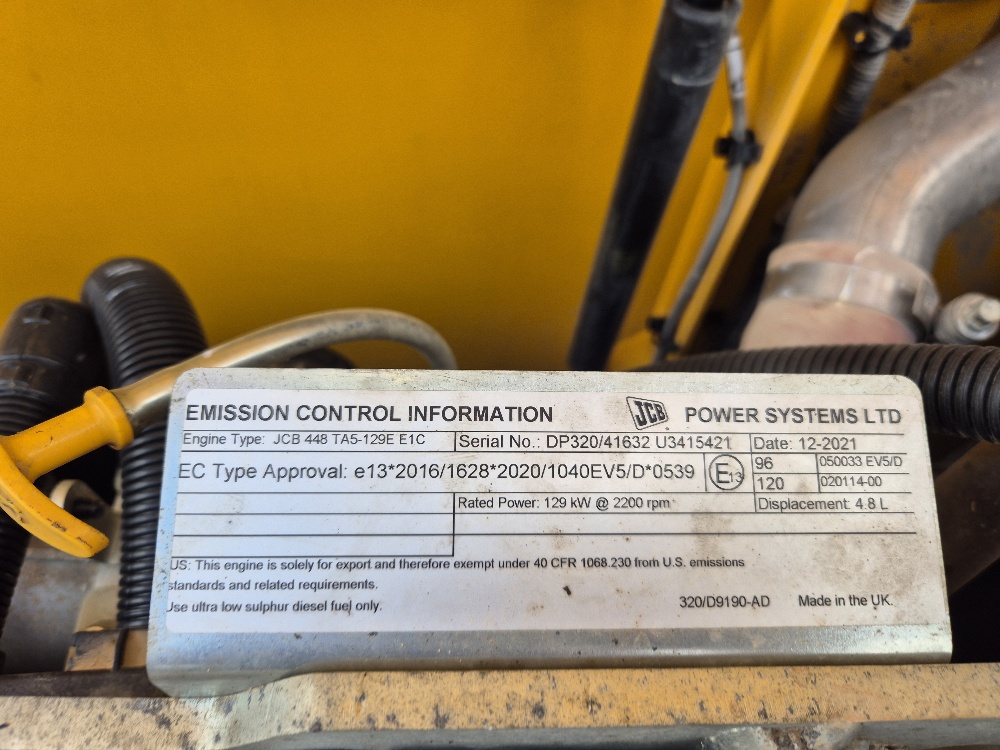 EMISSION CONTROL INFORMATION JCB POWER SYSTEMS LTD
Engine Type: JCB 448 TA5-129E E1C Serial No.: DP320/41632 U3415421 Date: 12-2021
EC Type Approval: e13*2016/1628*2020/1040EV5/D*0539 E13 96 050033 EV5/D
120 020114-00
Rated Power: 129 kW @ 2200 rpm Displacement: 4.8 L
US: This engine is solely for export and therefore exempt under 40 CFR 1068.230 from U.S. emissions
standards and related requirements.
Use ultra low sulphur diesel fuel only. 320/D9190-AD Made in the UK.